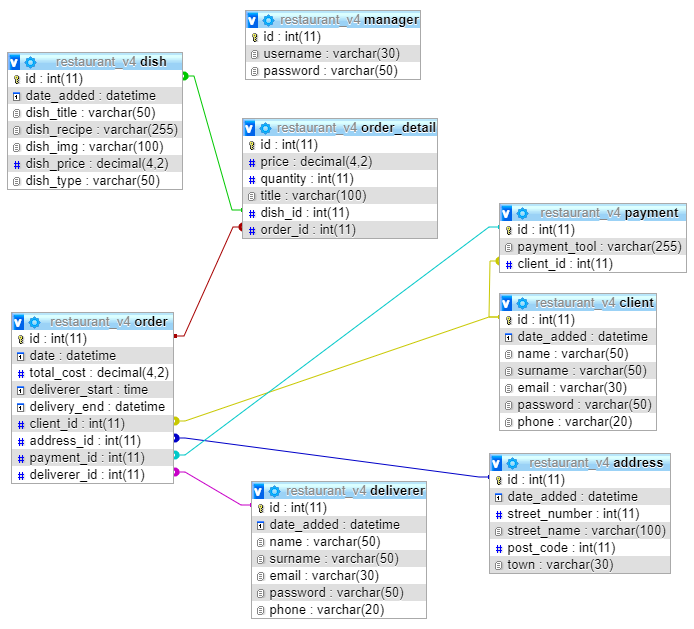 restaurant_v4 manager
id : int(11)
username : varchar(30)
password : varchar(50)
restaurant_v4 dish
id : int(11)
date_added : datetime
dish_title : varchar(50)
dish_recipe : varchar(255)
dish_img : varchar(100)
dish_price : decimal(4,2)
dish_type : varchar(50)
restaurant_v4 order_detail
id : int(11)
price : decimal(4,2)
quantity : int(11)
title : varchar(100)
dish_id : int(11)
order_id : int(11)
restaurant_v4 payment
id : int(11)
payment_tool : varchar(255)
client_id : int(11)
restaurant_v4 client
id : int(11)
date_added : datetime
name : varchar(50)
surname : varchar(50)
email : varchar(30)
password : varchar(50)
phone : varchar(20)
restaurant_v4 order
id : int(11)
date : datetime
total_cost : decimal(4,2)
deliverer_start : time
delivery_end : datetime
client_id : int(11)
address_id : int(11)
payment_id : int(11)
deliverer_id : int(11)
restaurant_v4 address
id : int(11)
date_added : datetime
street_number : int(11)
street_name : varchar(100)
post_code : int(11)
town : varchar(30)
restaurant_v4 deliverer
id : int(11)
date_added : datetime
name : varchar(50)
surname : varchar(50)
email : varchar(30)
password : varchar(50)
phone : varchar(20)